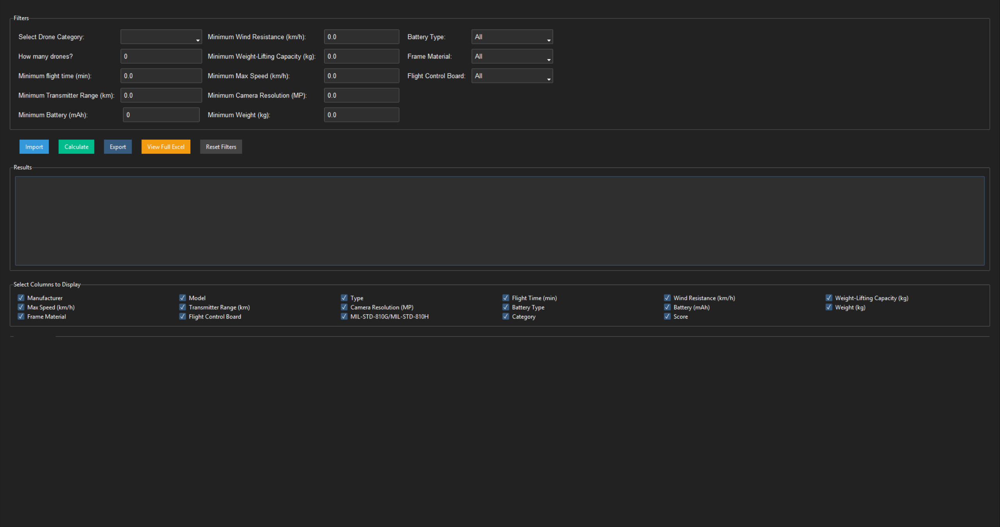 Filters
Select Drone Category: Minimum Wind Resistance (km/h): 0.0 Battery Type: All
How many drones? 0 Minimum Weight-Lifting Capacity (kg): 0.0 Frame Material: All
Minimum flight time (min): 0.0 Minimum Max Speed (km/h): 0.0 Flight Control Board: All
Minimum Transmitter Range (km): 0.0 Minimum Camera Resolution (MP): 0.0
Minimum Battery (mAh): 0 Minimum Weight (kg): 0.0
Import Calculate Export View Full Excel Reset Filters
Results
Select Columns to Display
Manufacturer Model Type Flight Time (min) Wind Resistance (km/h) Weight-Lifting Capacity (kg)
Max Speed (km/h) Transmitter Range (km) Camera Resolution (MP) Battery Type Battery (mAh) Weight (kg)
Frame Material Flight Control Board MIL-STD-810G/MIL-STD-810H Category Score